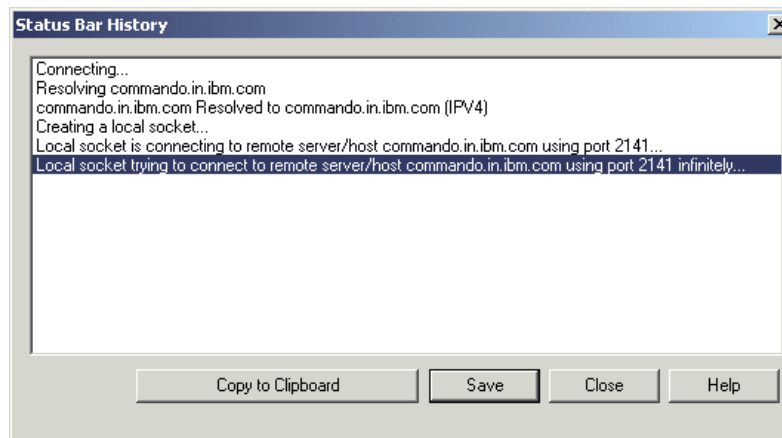 Status Bar History
Connecting...
Resolving commando.in.ibm.com
commando.in.ibm.com Resolved to commando.in.ibm.com (IPV4)
Creating a local socket...
Local socket is connecting to remote server/host commando.in.ibm.com using port 2141...
Local socket trying to connect to remote server/host commando.in.ibm.com using port 2141 infinitely...
Copy to Clipboard Save Close Help